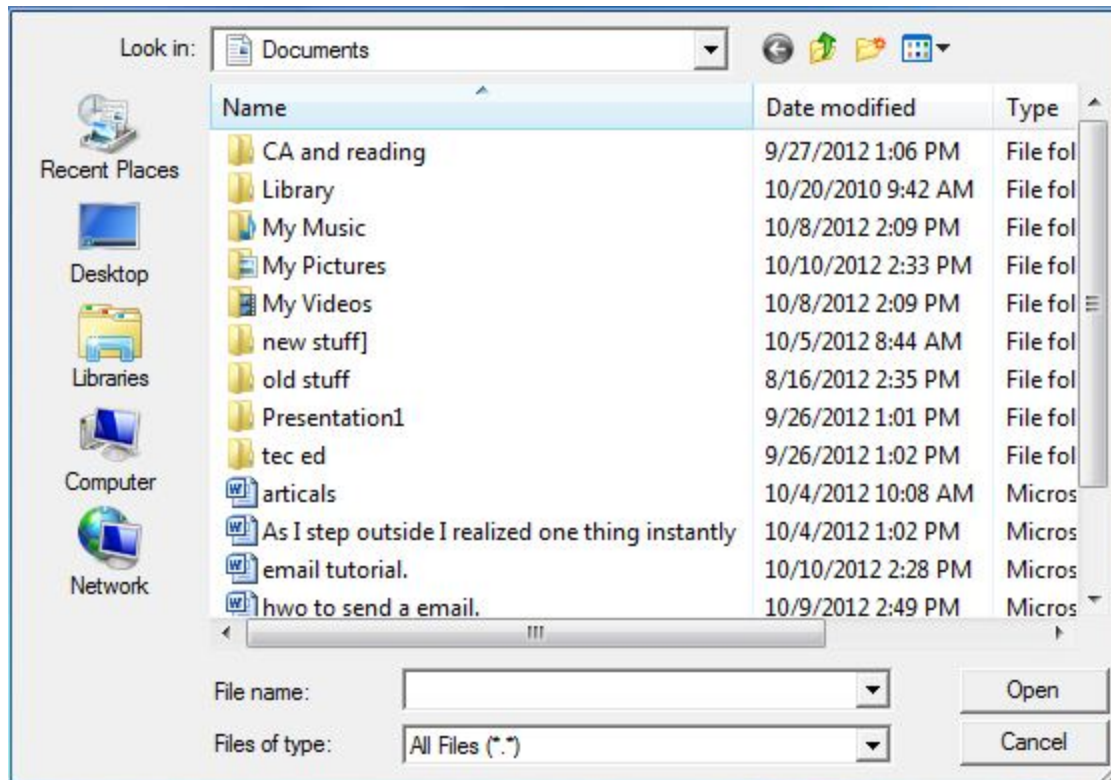 Look in: Documents
Name Date modified Type
CA and reading 9/27/2012 1:06 PM File fol
Library 10/20/2010 9:42 AM File fol
My Music 10/8/2012 2:09 PM File fol
My Pictures 10/10/2012 2:33 PM File fol
My Videos 10/8/2012 2:09 PM File fol
new stuff] 10/5/2012 8:44 AM File fol
old stuff 8/16/2012 2:35 PM File fol
Presentation1 9/26/2012 1:01 PM File fol
tec ed 9/26/2012 1:02 PM File fol
articals 10/4/2012 10:08 AM Micros
As I step outside I realized one thing instantly 10/4/2012 1:02 PM Micros
email tutorial. 10/10/2012 2:28 PM Micros
hwo to send a email. 10/9/2012 2:49 PM Micros
Recent Places
Desktop
Libraries
Computer
Network
File name: Open
Files of type: All Files (*.*) Cancel